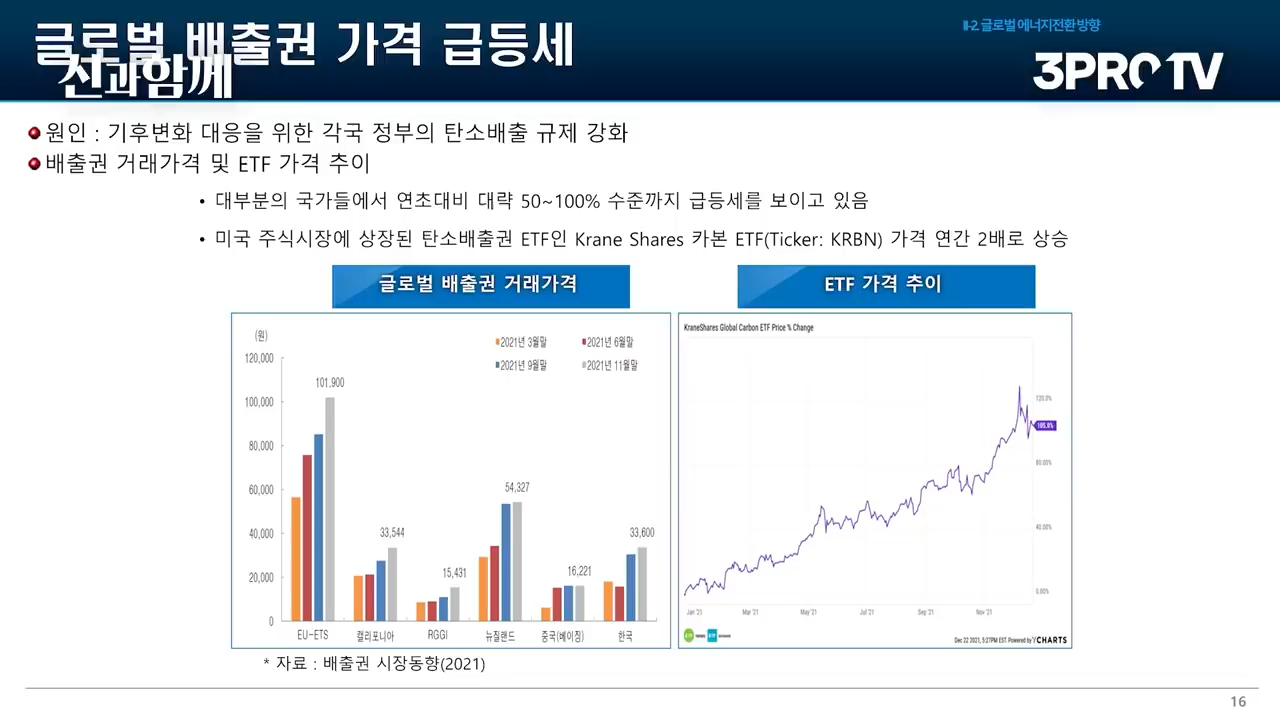 II-2. 글로벌 에너지전환 방향
글로벌 배출권 가격 급등세
신과함께
3PROTV
원인 : 기후변화 대응을 위한 각국 정부의 탄소배출 규제 강화
배출권 거래가격 및 ETF 가격 추이
• 대부분의 국가들에서 연초대비 대략 50~100% 수준까지 급등세를 보이고 있음
• 미국 주식시장에 상장된 탄소배출권 ETF인 Krane Shares 카본 ETF(Ticker: KRBN) 가격 연간 2배로 상승
글로벌 배출권 거래가격
(원)
2021년 3월말 2021년 6월말
2021년 9월말 2021년 11월말
120,000
100,000
80,000
60,000
40,000
20,000
0
101,900
33,544
15,431
54,327
16,221
33,600
EU-ETS 캘리포니아 RGGI 뉴질랜드 중국(베이징) 한국
ETF 가격 추이
KraneShares Global Carbon ETF Price % Change
120.0%
105.8%
80.00%
40.00%
0.00%
Jan '21 Mar '21 May '21 Jul '21 Sep '21 Nov '21
Dec 22 2021, 5:27PM EST. Powered by YCHARTS
* 자료 : 배출권 시장동향(2021)
16